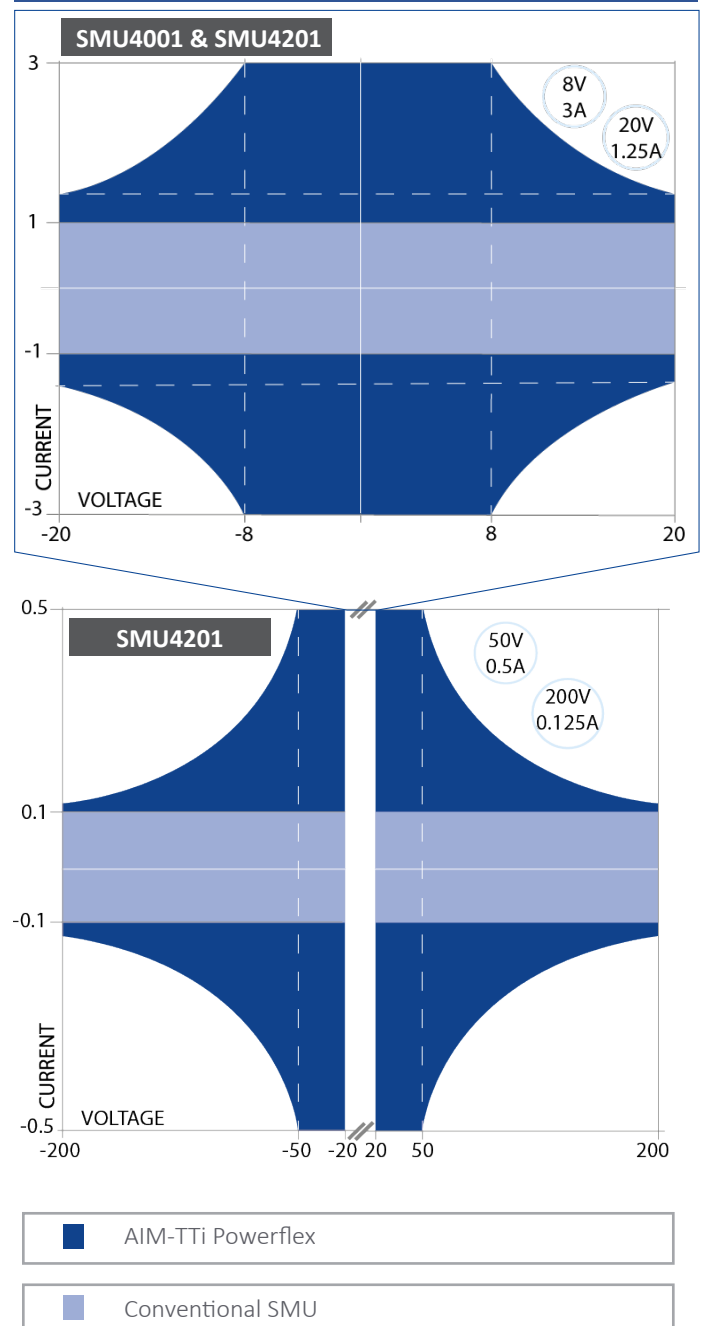 SMU4001 & SMU4201
3
8V
3A
20V
1.25A
1
-1
CURRENT
VOLTAGE
-3
-20
-8
8
20
0.5
SMU4201
50V
0.5A
200V
0.125A
0.1
-0.1
CURRENT
VOLTAGE
-0.5
-200
-50
-20
20
50
200
AIM-TTi Powerflex
Conventional SMU